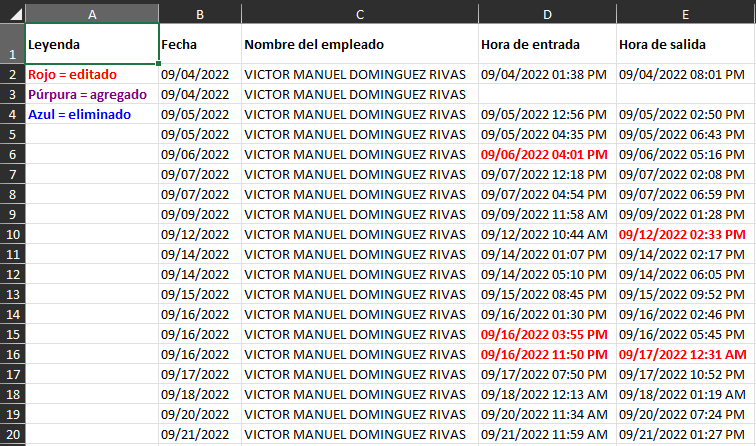 A B C D E
1 Leyenda Fecha Nombre del empleado Hora de entrada Hora de salida
2 Rojo = editado 09/04/2022 VICTOR MANUEL DOMINGUEZ RIVAS 09/04/2022 01:38 PM 09/04/2022 08:01 PM
3 Púrpura = agregado 09/04/2022 VICTOR MANUEL DOMINGUEZ RIVAS
4 Azul = eliminado 09/05/2022 VICTOR MANUEL DOMINGUEZ RIVAS 09/05/2022 12:56 PM 09/05/2022 02:50 PM
5 09/05/2022 VICTOR MANUEL DOMINGUEZ RIVAS 09/05/2022 04:35 PM 09/05/2022 06:43 PM
6 09/06/2022 VICTOR MANUEL DOMINGUEZ RIVAS 09/06/2022 04:01 PM 09/06/2022 05:16 PM
7 09/07/2022 VICTOR MANUEL DOMINGUEZ RIVAS 09/07/2022 12:18 PM 09/07/2022 02:08 PM
8 09/07/2022 VICTOR MANUEL DOMINGUEZ RIVAS 09/07/2022 04:54 PM 09/07/2022 06:59 PM
9 09/09/2022 VICTOR MANUEL DOMINGUEZ RIVAS 09/09/2022 11:58 AM 09/09/2022 01:28 PM
10 09/12/2022 VICTOR MANUEL DOMINGUEZ RIVAS 09/12/2022 10:44 AM 09/12/2022 02:33 PM
11 09/14/2022 VICTOR MANUEL DOMINGUEZ RIVAS 09/14/2022 01:07 PM 09/14/2022 02:17 PM
12 09/14/2022 VICTOR MANUEL DOMINGUEZ RIVAS 09/14/2022 05:10 PM 09/14/2022 06:05 PM
13 09/15/2022 VICTOR MANUEL DOMINGUEZ RIVAS 09/15/2022 08:45 PM 09/15/2022 09:52 PM
14 09/16/2022 VICTOR MANUEL DOMINGUEZ RIVAS 09/16/2022 01:30 PM 09/16/2022 02:46 PM
15 09/16/2022 VICTOR MANUEL DOMINGUEZ RIVAS 09/16/2022 03:55 PM 09/16/2022 05:45 PM
16 09/16/2022 VICTOR MANUEL DOMINGUEZ RIVAS 09/16/2022 11:50 PM 09/17/2022 12:31 AM
17 09/17/2022 VICTOR MANUEL DOMINGUEZ RIVAS 09/17/2022 07:50 PM 09/17/2022 10:52 PM
18 09/18/2022 VICTOR MANUEL DOMINGUEZ RIVAS 09/18/2022 12:13 AM 09/18/2022 01:19 AM
19 09/20/2022 VICTOR MANUEL DOMINGUEZ RIVAS 09/20/2022 11:34 AM 09/20/2022 07:24 PM
20 09/21/2022 VICTOR MANUEL DOMINGUEZ RIVAS 09/21/2022 11:59 AM 09/21/2022 01:27 PM